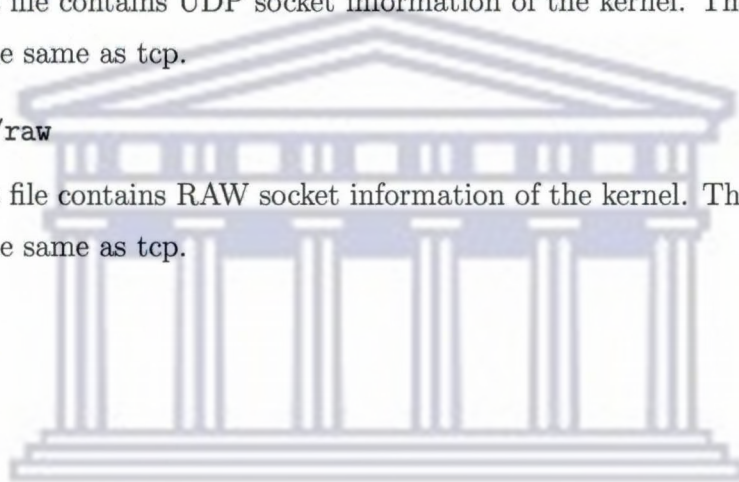 file contains UDP socket information of the kernel. Th
e same as tcp.
/raw
file contains RAW socket information of the kernel. Th
e same as tcp.